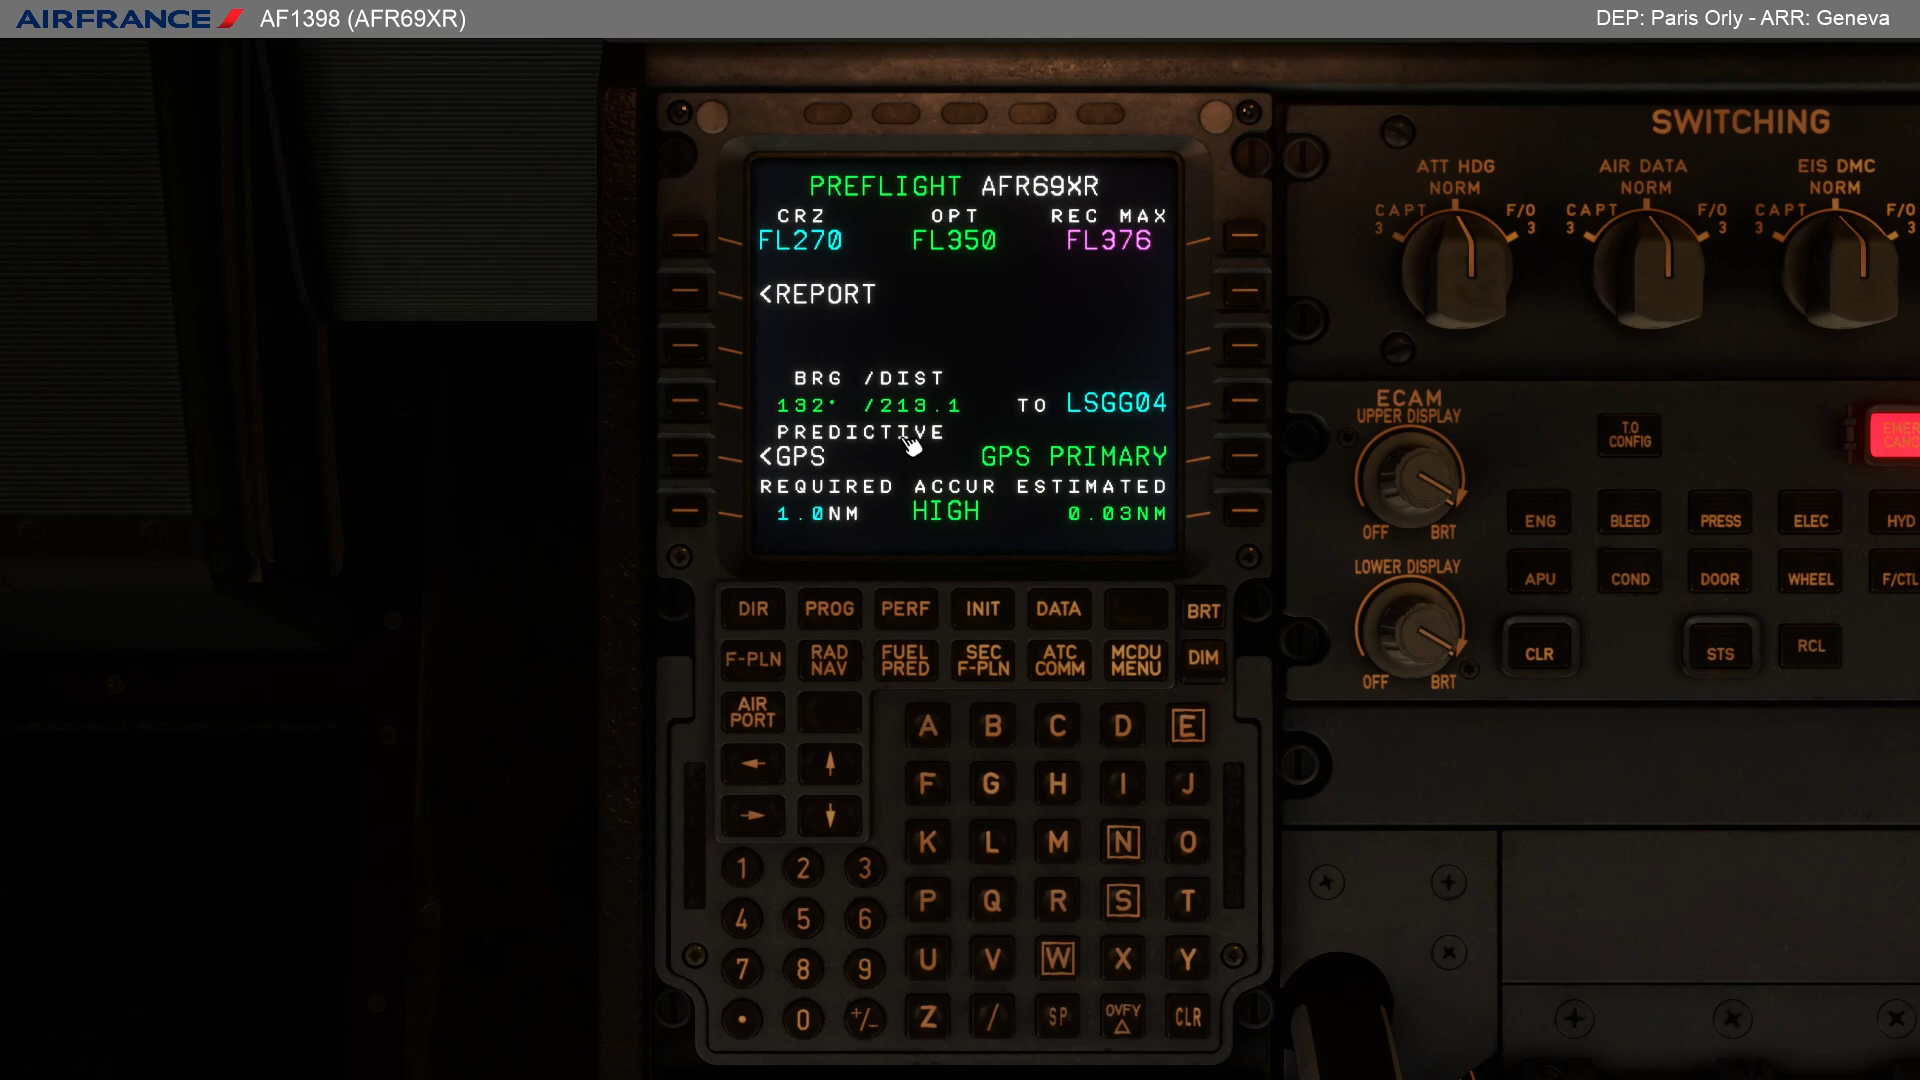 AIRFRANCE AF1398 (AFR69XR) DEP: Paris Orly - ARR: Geneva
PREFLIGHT AFR69XR
CRZ OPT REC MAX
FL270 FL350 FL376
<REPORT
BRG /DIST
132° /213.1 TO LSGG04
PREDICTIVE
<GPS GPS PRIMARY
REQUIRED ACCUR ESTIMATED
1.0NM HIGH 0.03NM
DIR PROG PERF INIT DATA BRT
F-PLN RAD NAV FUEL PRED SEC F-PLN ATC COMM MCDU MENU DIM
AIR PORT
A B C D E
F G H I J
K L M N O
P Q R S T
U V W X Y
Z / SP OVFY △ CLR
← ↑
→ ↓
1 2 3
4 5 6
7 8 9
. 0 +/-
SWITCHING
ATT HDG AIR DATA EIS DMC
NORM NORM NORM
CAPT 3 F/O 3 CAPT 3 F/O 3 CAPT 3 F/O 3
ECAM
UPPER DISPLAY
OFF BRT
LOWER DISPLAY
OFF BRT
T.O CONFIG
EMER CANC
ENG BLEED PRESS ELEC HYD
APU COND DOOR WHEEL F/CTL
CLR STS RCL